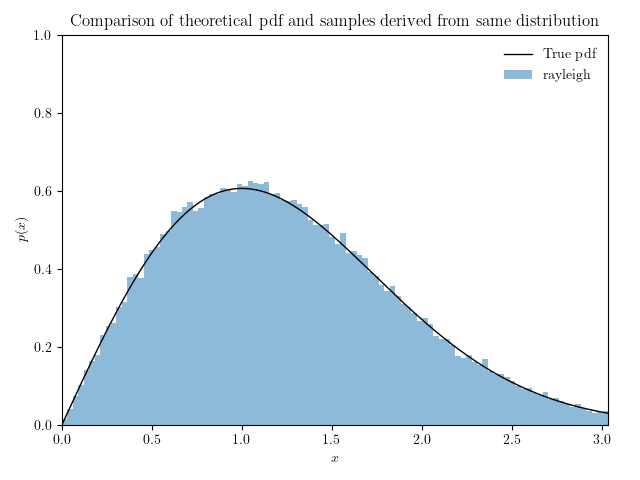 Comparison of theoretical pdf and samples derived from same distribution
1.0
True pdf
rayleigh
0.8
0.6
p(x)
0.4
0.2
0.0
0.0 0.5 1.0 1.5 2.0 2.5 3.0
x